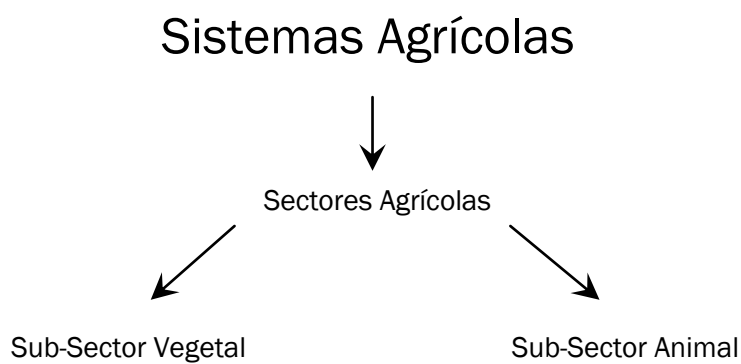 Sistemas Agrícolas
Sectores Agrícolas
Sub-Sector Vegetal
Sub-Sector Animal